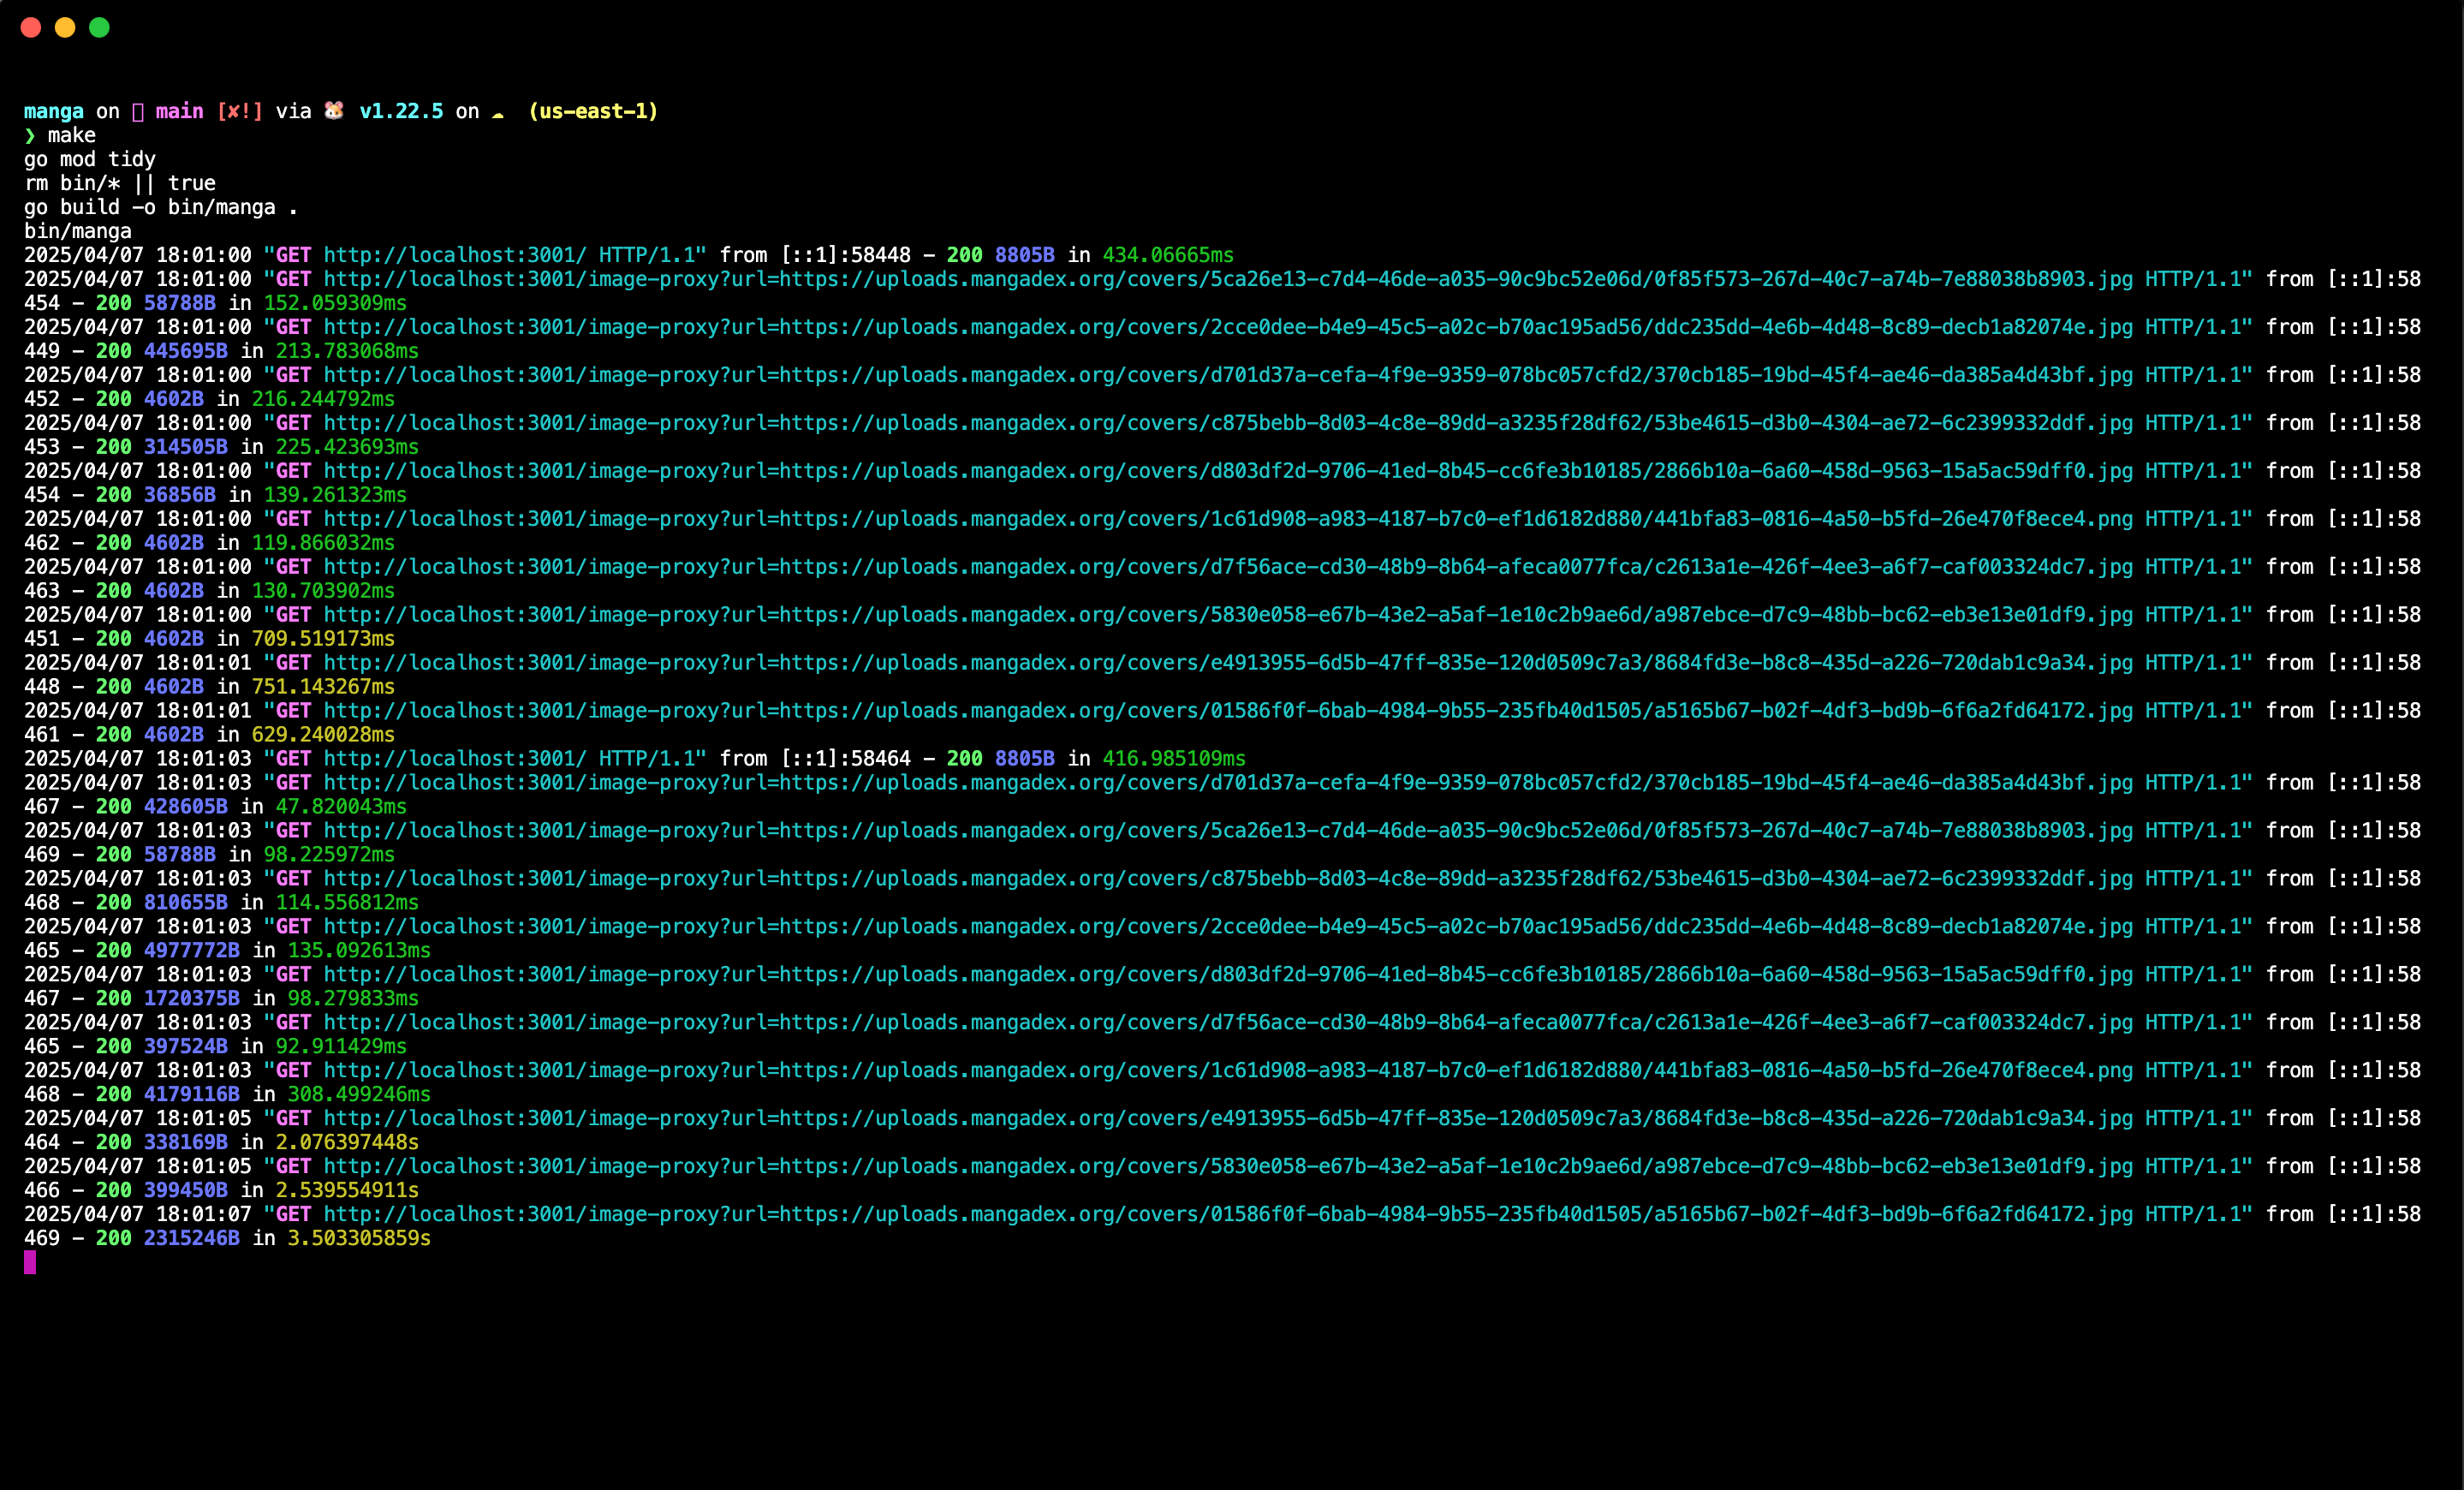 manga on main [✘!] via 🐹 v1.22.5 on ☁ (us-east-1)
❯ make
go mod tidy
rm bin/* || true
go build -o bin/manga .
bin/manga
2025/04/07 18:01:00 "GET http://localhost:3001/ HTTP/1.1" from [::1]:58448 - 200 8805B in 434.06665ms
2025/04/07 18:01:00 "GET http://localhost:3001/image-proxy?url=https://uploads.mangadex.org/covers/5ca26e13-c7d4-46de-a035-90c9bc52e06d/0f85f573-267d-40c7-a74b-7e88038b8903.jpg HTTP/1.1" from [::1]:58
454 - 200 58788B in 152.059309ms
2025/04/07 18:01:00 "GET http://localhost:3001/image-proxy?url=https://uploads.mangadex.org/covers/2cce0dee-b4e9-45c5-a02c-b70ac195ad56/ddc235dd-4e6b-4d48-8c89-decb1a82074e.jpg HTTP/1.1" from [::1]:58
449 - 200 445695B in 213.783068ms
2025/04/07 18:01:00 "GET http://localhost:3001/image-proxy?url=https://uploads.mangadex.org/covers/d701d37a-cefa-4f9e-9359-078bc057cfd2/370cb185-19bd-45f4-ae46-da385a4d43bf.jpg HTTP/1.1" from [::1]:58
452 - 200 4602B in 216.244792ms
2025/04/07 18:01:00 "GET http://localhost:3001/image-proxy?url=https://uploads.mangadex.org/covers/c875bebb-8d03-4c8e-89dd-a3235f28df62/53be4615-d3b0-4304-ae72-6c2399332ddf.jpg HTTP/1.1" from [::1]:58
453 - 200 314505B in 225.423693ms
2025/04/07 18:01:00 "GET http://localhost:3001/image-proxy?url=https://uploads.mangadex.org/covers/d803df2d-9706-41ed-8b45-cc6fe3b10185/2866b10a-6a60-458d-9563-15a5ac59dff0.jpg HTTP/1.1" from [::1]:58
454 - 200 36856B in 139.261323ms
2025/04/07 18:01:00 "GET http://localhost:3001/image-proxy?url=https://uploads.mangadex.org/covers/1c61d908-a983-4187-b7c0-ef1d6182d880/441bfa83-0816-4a50-b5fd-26e470f8ece4.png HTTP/1.1" from [::1]:58
462 - 200 4602B in 119.866032ms
2025/04/07 18:01:00 "GET http://localhost:3001/image-proxy?url=https://uploads.mangadex.org/covers/d7f56ace-cd30-48b9-8b64-afeca0077fca/c2613a1e-426f-4ee3-a6f7-caf003324dc7.jpg HTTP/1.1" from [::1]:58
463 - 200 4602B in 130.703902ms
2025/04/07 18:01:00 "GET http://localhost:3001/image-proxy?url=https://uploads.mangadex.org/covers/5830e058-e67b-43e2-a5af-1e10c2b9ae6d/a987ebce-d7c9-48bb-bc62-eb3e13e01df9.jpg HTTP/1.1" from [::1]:58
451 - 200 4602B in 709.519173ms
2025/04/07 18:01:01 "GET http://localhost:3001/image-proxy?url=https://uploads.mangadex.org/covers/e4913955-6d5b-47ff-835e-120d0509c7a3/8684fd3e-b8c8-435d-a226-720dab1c9a34.jpg HTTP/1.1" from [::1]:58
448 - 200 4602B in 751.143267ms
2025/04/07 18:01:01 "GET http://localhost:3001/image-proxy?url=https://uploads.mangadex.org/covers/01586f0f-6bab-4984-9b55-235fb40d1505/a5165b67-b02f-4df3-bd9b-6f6a2fd64172.jpg HTTP/1.1" from [::1]:58
461 - 200 4602B in 629.240028ms
2025/04/07 18:01:03 "GET http://localhost:3001/ HTTP/1.1" from [::1]:58464 - 200 8805B in 416.985109ms
2025/04/07 18:01:03 "GET http://localhost:3001/image-proxy?url=https://uploads.mangadex.org/covers/d701d37a-cefa-4f9e-9359-078bc057cfd2/370cb185-19bd-45f4-ae46-da385a4d43bf.jpg HTTP/1.1" from [::1]:58
467 - 200 428605B in 47.820043ms
2025/04/07 18:01:03 "GET http://localhost:3001/image-proxy?url=https://uploads.mangadex.org/covers/5ca26e13-c7d4-46de-a035-90c9bc52e06d/0f85f573-267d-40c7-a74b-7e88038b8903.jpg HTTP/1.1" from [::1]:58
469 - 200 58788B in 98.225972ms
2025/04/07 18:01:03 "GET http://localhost:3001/image-proxy?url=https://uploads.mangadex.org/covers/c875bebb-8d03-4c8e-89dd-a3235f28df62/53be4615-d3b0-4304-ae72-6c2399332ddf.jpg HTTP/1.1" from [::1]:58
468 - 200 810655B in 114.556812ms
2025/04/07 18:01:03 "GET http://localhost:3001/image-proxy?url=https://uploads.mangadex.org/covers/2cce0dee-b4e9-45c5-a02c-b70ac195ad56/ddc235dd-4e6b-4d48-8c89-decb1a82074e.jpg HTTP/1.1" from [::1]:58
465 - 200 4977772B in 135.092613ms
2025/04/07 18:01:03 "GET http://localhost:3001/image-proxy?url=https://uploads.mangadex.org/covers/d803df2d-9706-41ed-8b45-cc6fe3b10185/2866b10a-6a60-458d-9563-15a5ac59dff0.jpg HTTP/1.1" from [::1]:58
467 - 200 1720375B in 98.279833ms
2025/04/07 18:01:03 "GET http://localhost:3001/image-proxy?url=https://uploads.mangadex.org/covers/d7f56ace-cd30-48b9-8b64-afeca0077fca/c2613a1e-426f-4ee3-a6f7-caf003324dc7.jpg HTTP/1.1" from [::1]:58
465 - 200 397524B in 92.911429ms
2025/04/07 18:01:03 "GET http://localhost:3001/image-proxy?url=https://uploads.mangadex.org/covers/1c61d908-a983-4187-b7c0-ef1d6182d880/441bfa83-0816-4a50-b5fd-26e470f8ece4.png HTTP/1.1" from [::1]:58
468 - 200 4179116B in 308.499246ms
2025/04/07 18:01:05 "GET http://localhost:3001/image-proxy?url=https://uploads.mangadex.org/covers/e4913955-6d5b-47ff-835e-120d0509c7a3/8684fd3e-b8c8-435d-a226-720dab1c9a34.jpg HTTP/1.1" from [::1]:58
464 - 200 338169B in 2.076397448s
2025/04/07 18:01:05 "GET http://localhost:3001/image-proxy?url=https://uploads.mangadex.org/covers/5830e058-e67b-43e2-a5af-1e10c2b9ae6d/a987ebce-d7c9-48bb-bc62-eb3e13e01df9.jpg HTTP/1.1" from [::1]:58
466 - 200 399450B in 2.539554911s
2025/04/07 18:01:07 "GET http://localhost:3001/image-proxy?url=https://uploads.mangadex.org/covers/01586f0f-6bab-4984-9b55-235fb40d1505/a5165b67-b02f-4df3-bd9b-6f6a2fd64172.jpg HTTP/1.1" from [::1]:58
469 - 200 2315246B in 3.503305859s